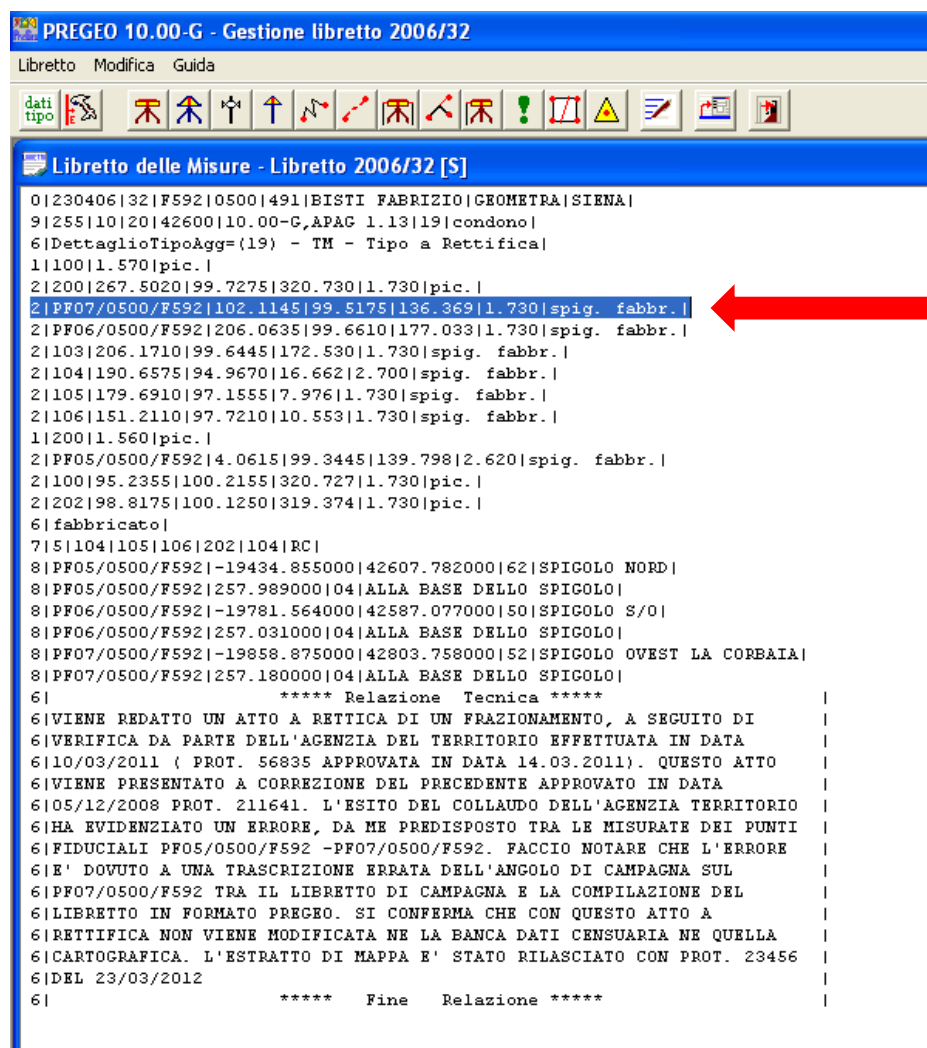 PREGEO 10.00-G - Gestione libretto 2006/32
Libretto Modifica Guida
dati
tipo
Libretto delle Misure - Libretto 2006/32 [S]
0|230406|32|F592|0500|491|BISTI FABRIZIO|GEOMETRA|SIENA|
9|255|10|20|42600|10.00-G,APAG 1.13|19|condono|
6|DettaglioTipoAgg=(19) - TM - Tipo a Rettifica|
1|100|1.570|pic.|
2|200|267.5020|99.7275|320.730|1.730|pic.|
2|PF07/0500/F592|102.1145|99.5175|136.369|1.730|spig. fabbr.|
2|PF06/0500/F592|206.0635|99.6610|177.033|1.730|spig. fabbr.|
2|103|206.1710|99.6445|172.530|1.730|spig. fabbr.|
2|104|190.6575|94.9670|16.662|2.700|spig. fabbr.|
2|105|179.6910|97.1555|7.976|1.730|spig. fabbr.|
2|106|151.2110|97.7210|10.553|1.730|spig. fabbr.|
1|200|1.560|pic.|
2|PF05/0500/F592|4.0615|99.3445|139.798|2.620|spig. fabbr.|
2|100|95.2355|100.2155|320.727|1.730|pic.|
2|202|98.8175|100.1250|319.374|1.730|pic.|
6|fabbricato|
7|5|104|105|106|202|104|RC|
8|PF05/0500/F592|-19434.855000|42607.782000|62|SPIGOLO NORD|
8|PF05/0500/F592|257.989000|04|ALLA BASE DELLO SPIGOLO|
8|PF06/0500/F592|-19781.564000|42587.077000|50|SPIGOLO S/O|
8|PF06/0500/F592|257.031000|04|ALLA BASE DELLO SPIGOLO|
8|PF07/0500/F592|-19858.875000|42803.758000|52|SPIGOLO OVEST LA CORBAIA|
8|PF07/0500/F592|257.180000|04|ALLA BASE DELLO SPIGOLO|
6| ***** Relazione Tecnica ***** |
6|VIENE REDATTO UN ATTO A RETTICA DI UN FRAZIONAMENTO, A SEGUITO DI |
6|VERIFICA DA PARTE DELL'AGENZIA DEL TERRITORIO EFFETTUATA IN DATA |
6|10/03/2011 ( PROT. 56835 APPROVATA IN DATA 14.03.2011). QUESTO ATTO |
6|VIENE PRESENTATO A CORREZIONE DEL PRECEDENTE APPROVATO IN DATA |
6|05/12/2008 PROT. 211641. L'ESITO DEL COLLAUDO DELL'AGENZIA TERRITORIO |
6|HA EVIDENZIATO UN ERRORE, DA ME PREDISPOSTO TRA LE MISURATE DEI PUNTI |
6|FIDUCIALI PF05/0500/F592 -PF07/0500/F592. FACCIO NOTARE CHE L'ERRORE |
6|E' DOVUTO A UNA TRASCRIZIONE ERRATA DELL'ANGOLO DI CAMPAGNA SUL |
6|PF07/0500/F592 TRA IL LIBRETTO DI CAMPAGNA E LA COMPILAZIONE DEL |
6|LIBRETTO IN FORMATO PREGEO. SI CONFERMA CHE CON QUESTO ATTO A |
6|RETTIFICA NON VIENE MODIFICATA NE LA BANCA DATI CENSUARIA NE QUELLA |
6|CARTOGRAFICA. L'ESTRATTO DI MAPPA E' STATO RILASCIATO CON PROT. 23456 |
6|DEL 23/03/2012 |
6| ***** Fine Relazione ***** |